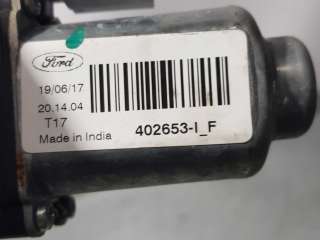 Ford
19/06/17
20.14.04
T17
Made in India
402653-I_F